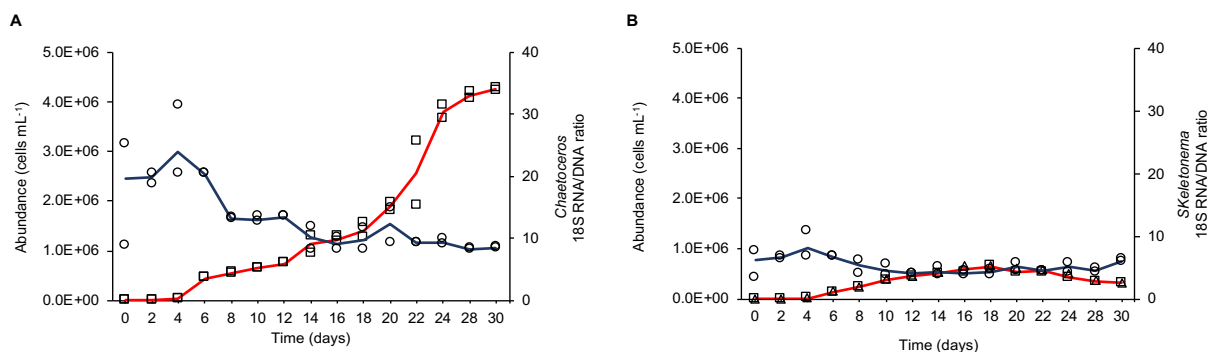 A
B
5.0E+06
4.0E+06
3.0E+06
2.0E+06
1.0E+06
0.0E+00
Abundance (cells mL⁻¹)
40
30
20
10
0
Chaetoceros
18S RNA/DNA ratio
0 2 4 6 8 10 12 14 16 18 20 22 24 28 30
Time (days)
5.0E+06
4.0E+06
3.0E+06
2.0E+06
1.0E+06
0.0E+00
Abundance (cells mL⁻¹)
40
30
20
10
0
SKeletonema
18S RNA/DNA ratio
0 2 4 6 8 10 12 14 16 18 20 22 24 28 30
Time (days)